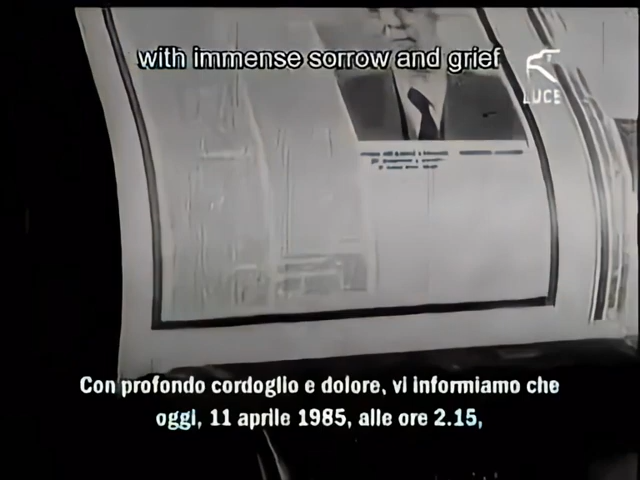 with immense sorrow and grief
LUCE
Con profondo cordoglio e dolore, vi informiamo che
oggi, 11 aprile 1985, alle ore 2.15,